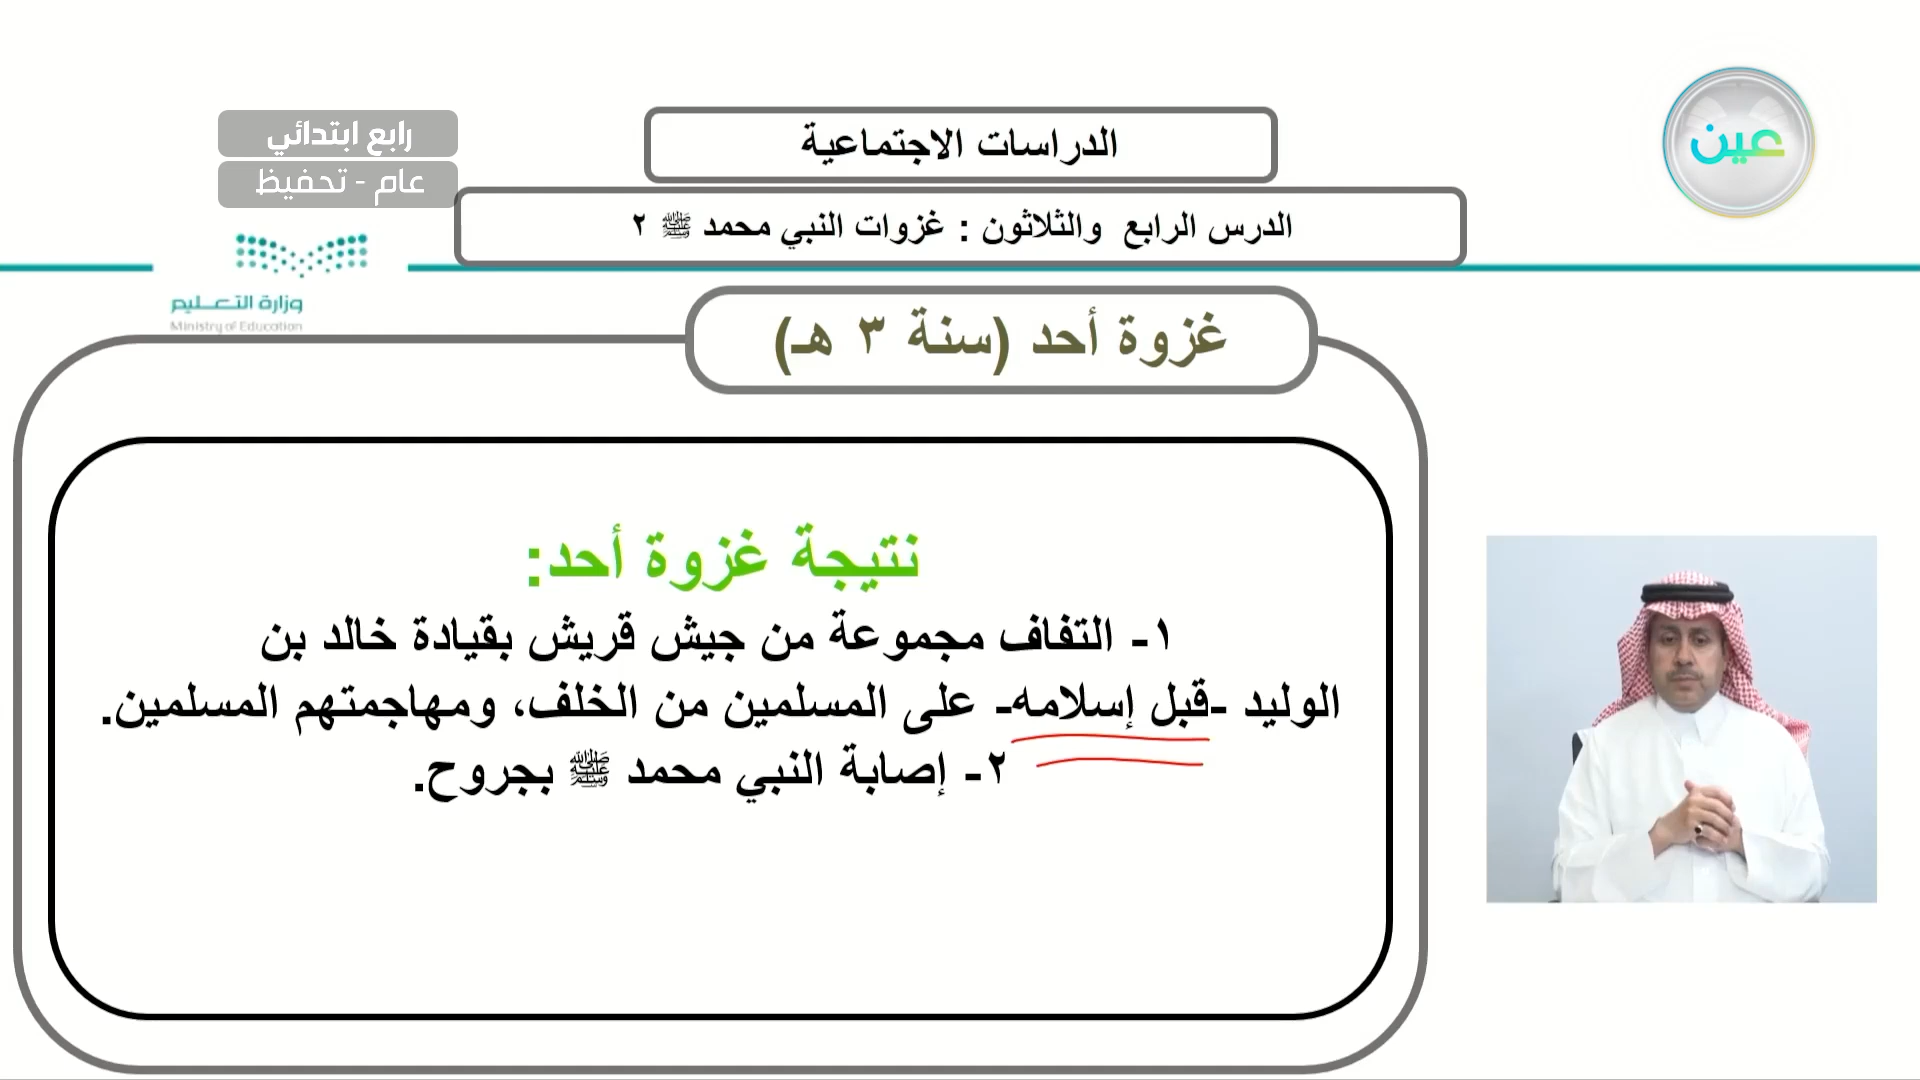 عين
الدراسات الاجتماعية
رابع ابتدائي
عام - تحفيظ
الدرس الرابع والثلاثون : غزوات النبي محمد ﷺ ٢
وزارة التعليم
Ministry of Education
غزوة أحد (سنة ٣ هـ)
نتيجة غزوة أحد:
١- التفاف مجموعة من جيش قريش بقيادة خالد بن
الوليد -قبل إسلامه- على المسلمين من الخلف، ومهاجمتهم المسلمين.
٢- إصابة النبي محمد ﷺ بجروح.